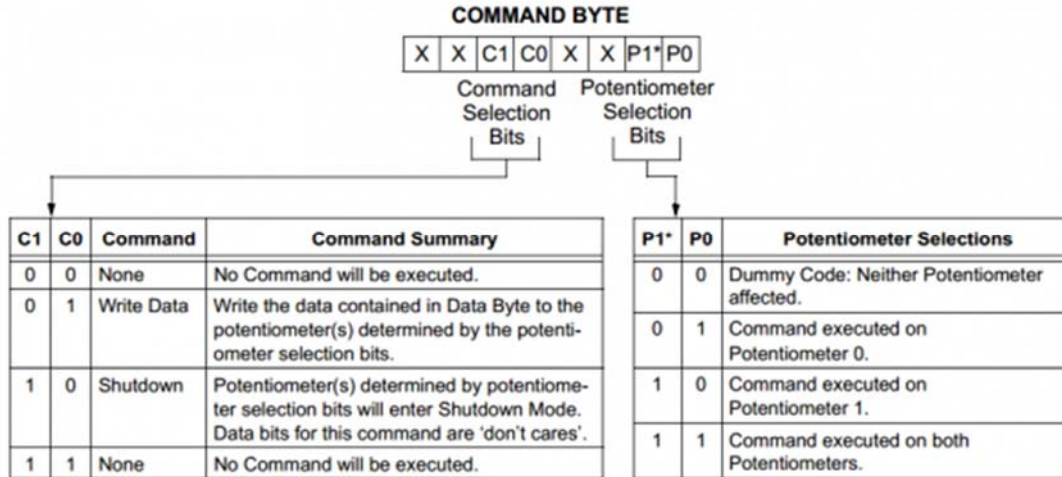 COMMAND BYTE
X X C1 C0 X X P1* P0
Command
Selection
Bits
Potentiometer
Selection
Bits
C1 C0 Command Command Summary
0 0 None No Command will be executed.
0 1 Write Data Write the data contained in Data Byte to the
potentiometer(s) determined by the potenti-
ometer selection bits.
1 0 Shutdown Potentiometer(s) determined by potentiome-
ter selection bits will enter Shutdown Mode.
Data bits for this command are ‘don’t cares’.
1 1 None No Command will be executed.
P1* P0 Potentiometer Selections
0 0 Dummy Code: Neither Potentiometer
affected.
0 1 Command executed on
Potentiometer 0.
1 0 Command executed on
Potentiometer 1.
1 1 Command executed on both
Potentiometers.